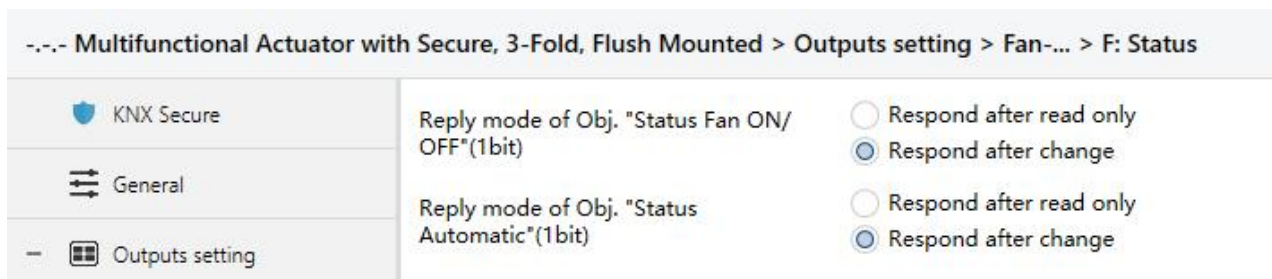 -.-.- Multifunctional Actuator with Secure, 3-Fold, Flush Mounted > Outputs setting > Fan-... > F: Status
KNX Secure
General
Outputs setting
Reply mode of Obj. "Status Fan ON/
OFF"(1bit)
Respond after read only
Respond after change
Reply mode of Obj. "Status
Automatic"(1bit)
Respond after read only
Respond after change